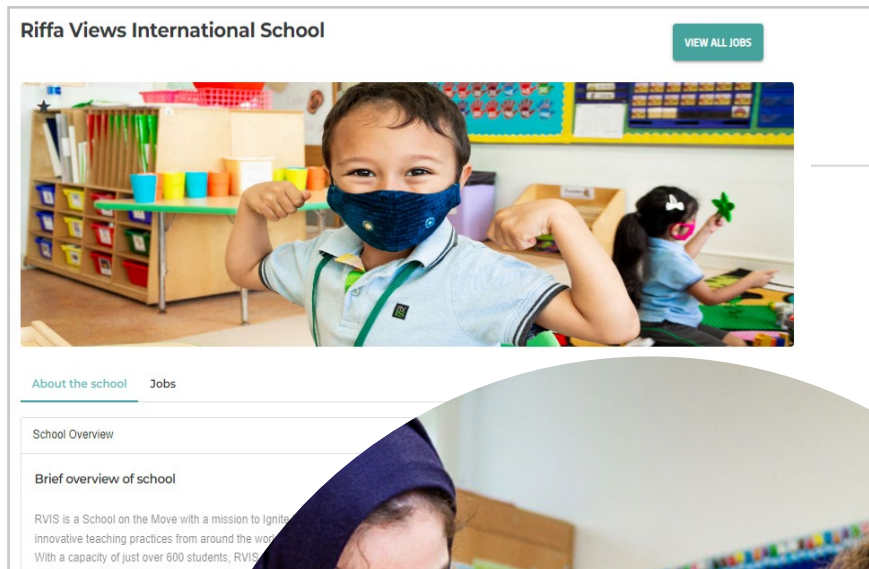 Riffa Views International School
VIEW ALL JOBS
About the school Jobs
School Overview
Brief overview of school
RVIS is a School on the Move with a mission to Ignite
innovative teaching practices from around the
With a capacity of just over 600 students, RVIS